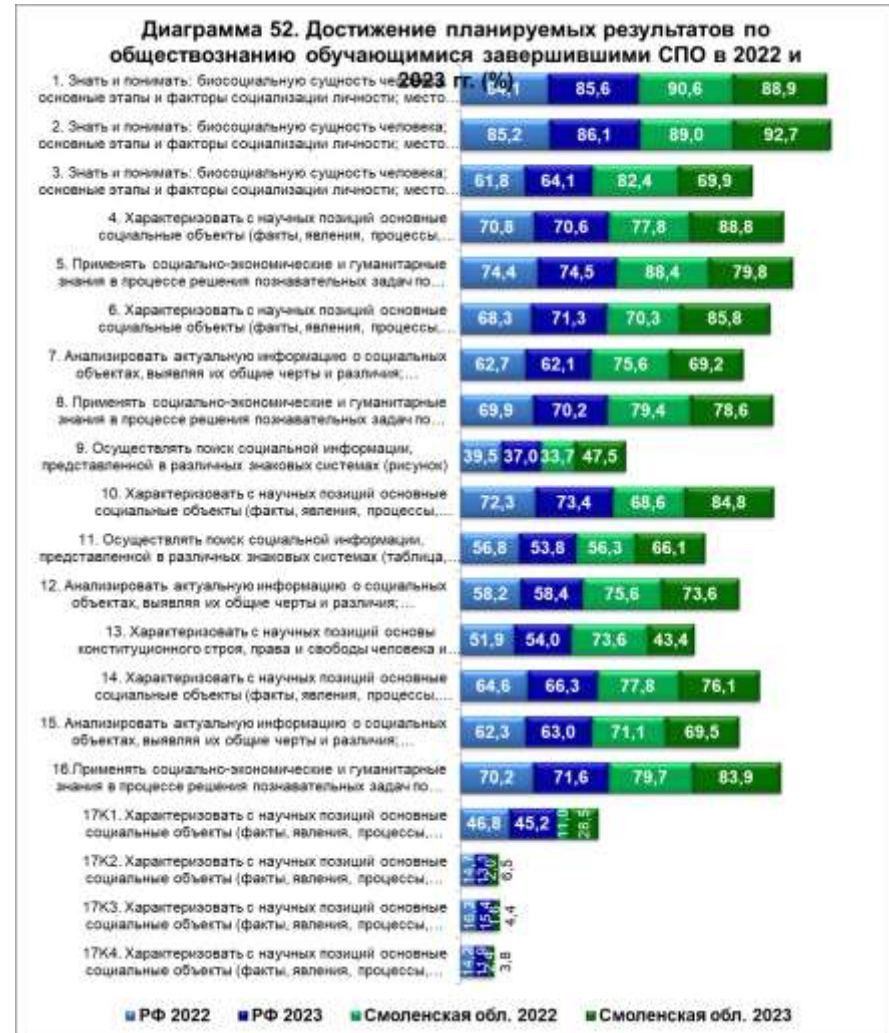 Диаграмма 52. Достижение планируемых результатов по
обществознанию обучающимися завершившими СПО в 2022 и
2023 гг. (%)
1. Знать и понимать: биосоциальную сущность
основные этапы и факторы социализации личности; место…
85,6 90,6 88,9
2. Знать и понимать: биосоциальную сущность человека;
основные этапы и факторы социализации личности; место…
85,2 86,1 89,0 92,7
3. Знать и понимать: биосоциальную сущность человека;
основные этапы и факторы социализации личности; место…
61,8 64,1 82,4 69,9
4. Характеризовать с научных позиций основные
социальные объекты (факты, явления, процессы,…
70,8 70,6 77,8 88,8
5. Применять социально-экономические и гуманитарные
знания в процессе решения познавательных задач по…
74,4 74,5 88,4 79,8
6. Характеризовать с научных позиций основные
социальные объекты (факты, явления, процессы,…
68,3 71,3 70,3 85,8
7. Анализировать актуальную информацию о социальных
объектах, выявляя их общие черты и различия;…
62,7 62,1 75,6 69,2
8. Применять социально-экономические и гуманитарные
знания в процессе решения познавательных задач по…
69,9 70,2 79,4 78,6
9. Осуществлять поиск социальной информации,
представленной в различных знаковых системах (рисунок)
39,5 37,0 33,7 47,5
10. Характеризовать с научных позиций основные
социальные объекты (факты, явления, процессы,…
72,3 73,4 68,6 84,8
11. Осуществлять поиск социальной информации,
представленной в различных знаковых системах (таблица,…
56,8 53,8 56,3 66,1
12. Анализировать актуальную информацию о социальных
объектах, выявляя их общие черты и различия;…
58,2 58,4 75,6 73,6
13. Характеризовать с научных позиций основы
конституционного строя, права и свободы человека и…
51,9 54,0 73,6 43,4
14. Характеризовать с научных позиций основные
социальные объекты (факты, явления, процессы,…
64,6 66,3 77,8 76,1
15. Анализировать актуальную информацию о социальных
объектах, выявляя их общие черты и различия;…
62,3 63,0 71,1 69,5
16.Применять социально-экономические и гуманитарные
знания в процессе решения познавательных задач по…
70,2 71,6 79,7 83,9
17К1. Характеризовать с научных позиций основные
социальные объекты (факты, явления, процессы,…
46,8 45,2 11,0 28,5
17К2. Характеризовать с научных позиций основные
социальные объекты (факты, явления, процессы,…
6,5
17К3. Характеризовать с научных позиций основные
социальные объекты (факты, явления, процессы,…
15,4 4,4
17К4. Характеризовать с научных позиций основные
социальные объекты (факты, явления, процессы,…
14,2 3,8
РФ 2022 РФ 2023 Смоленская обл. 2022 Смоленская обл. 2023